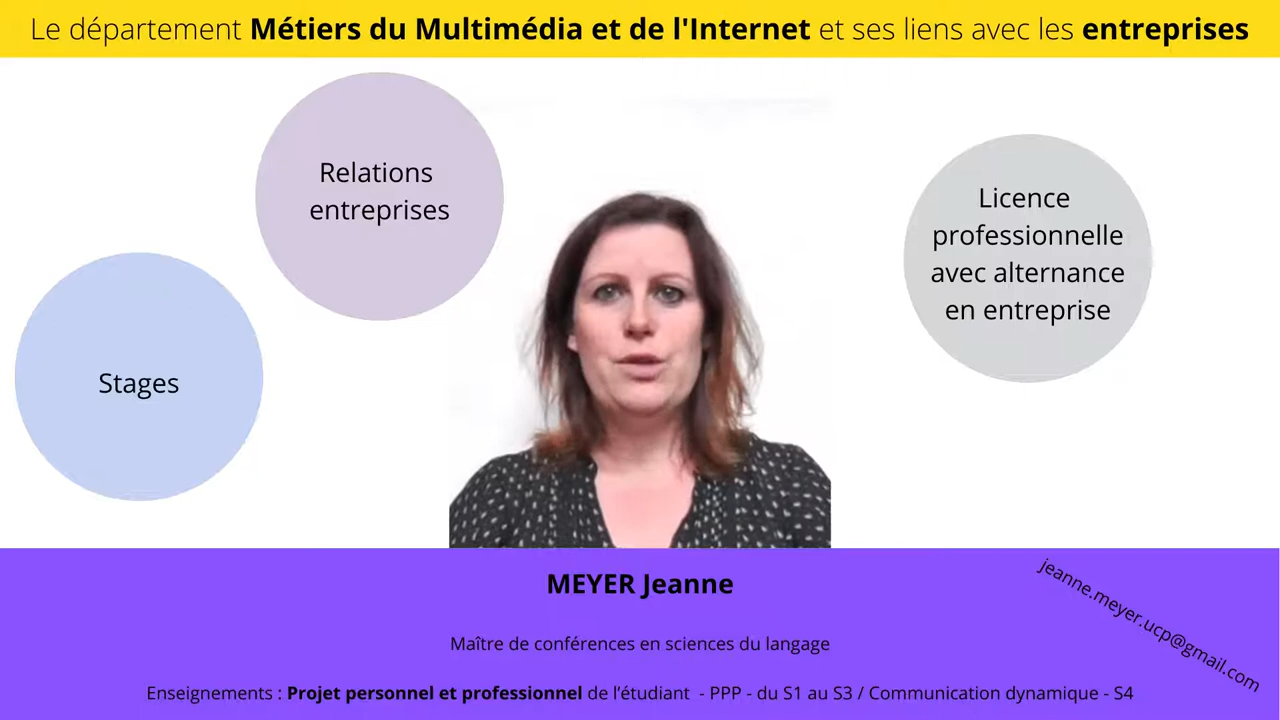 Le département Métiers du Multimédia et de l'Internet et ses liens avec les entreprises
Relations
entreprises
Licence
professionnelle
avec alternance
en entreprise
Stages
MEYER Jeanne
jeanne.meyer.ucp@gmail.com
Maître de conférences en sciences du langage
Enseignements : Projet personnel et professionnel de l’étudiant - PPP - du S1 au S3 / Communication dynamique - S4